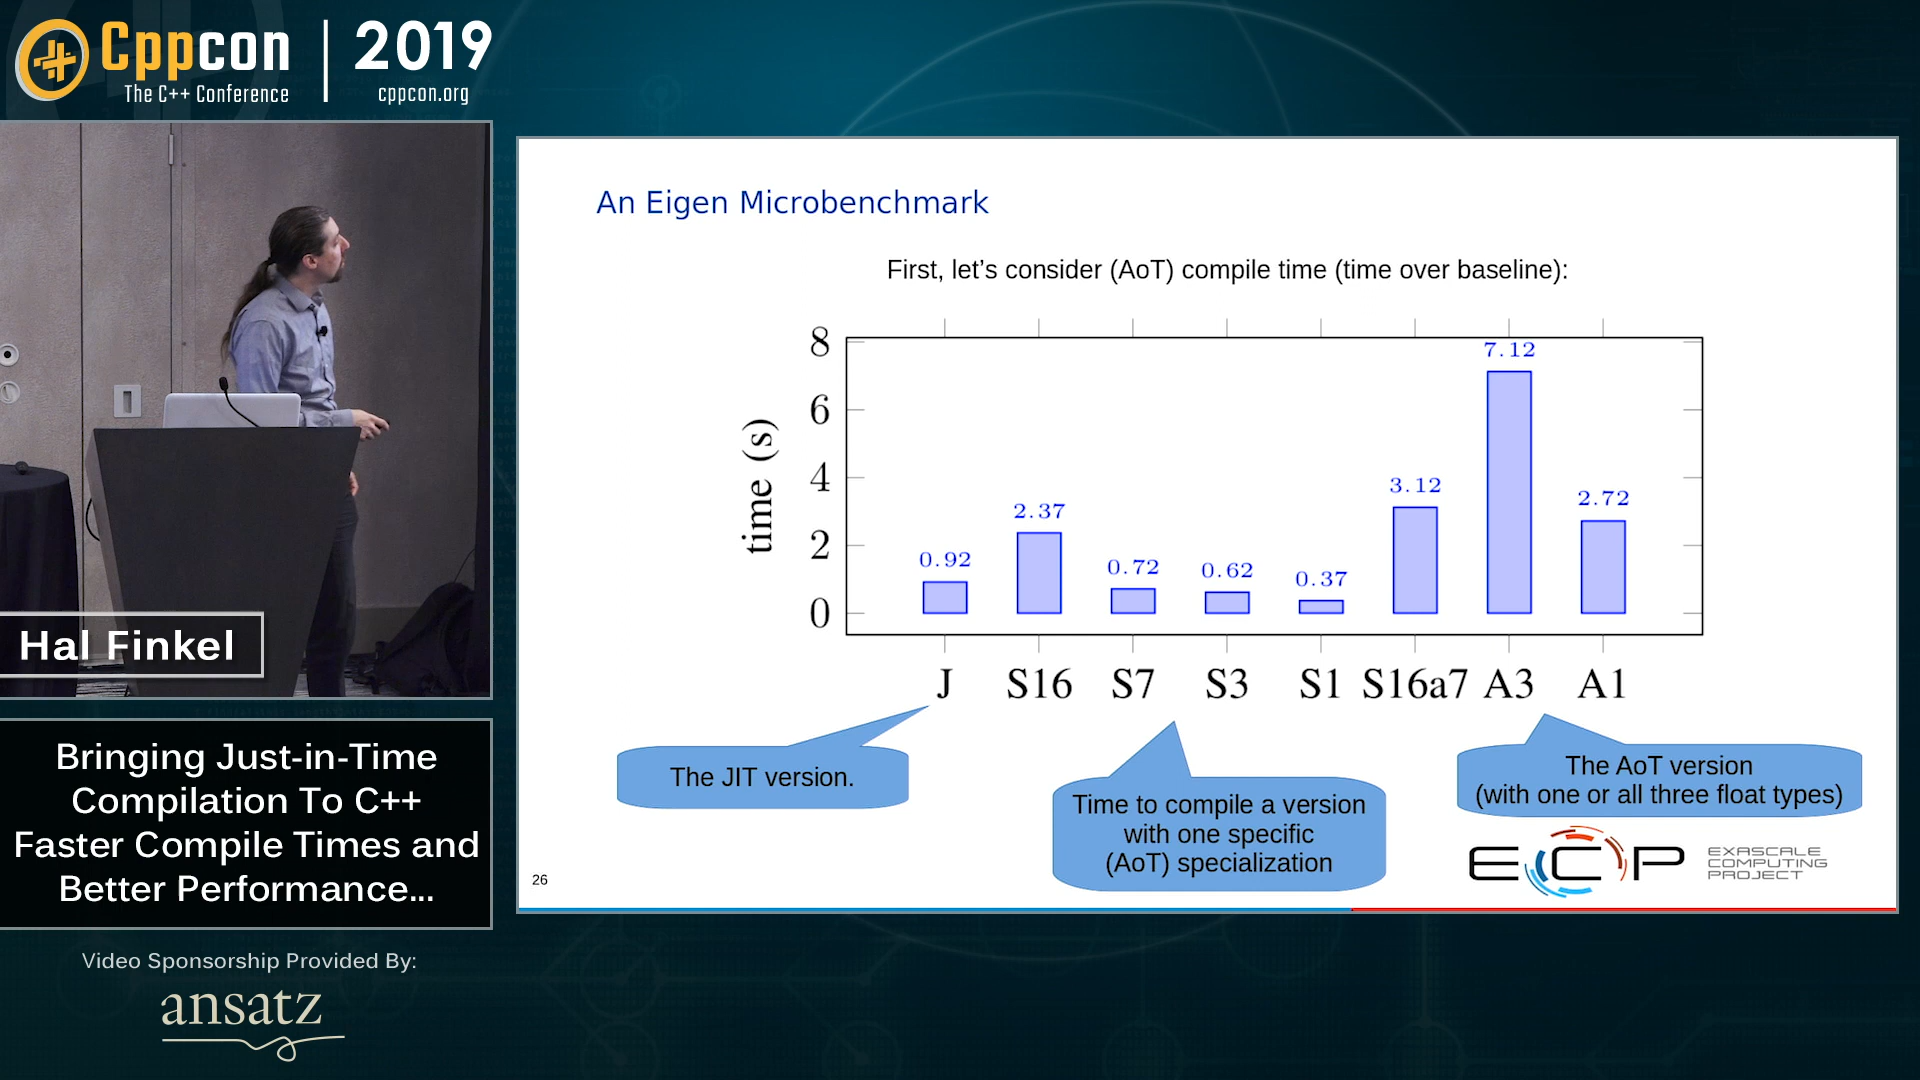 Cppcon
The C++ Conference
2019
cppcon.org
Hal Finkel
Bringing Just-in-Time
Compilation To C++
Faster Compile Times and
Better Performance...
Video Sponsorship Provided By:
ansatz
An Eigen Microbenchmark
First, let's consider (AoT) compile time (time over baseline):
time (s)
8
6
4
2
0
0.92
2.37
0.72
0.62
0.37
3.12
7.12
2.72
J S16 S7 S3 S1 S16a7 A3 A1
The JIT version.
Time to compile a version
with one specific
(AoT) specialization
The AoT version
(with one or all three float types)
ECP
EXASCALE
COMPUTING
PROJECT
26